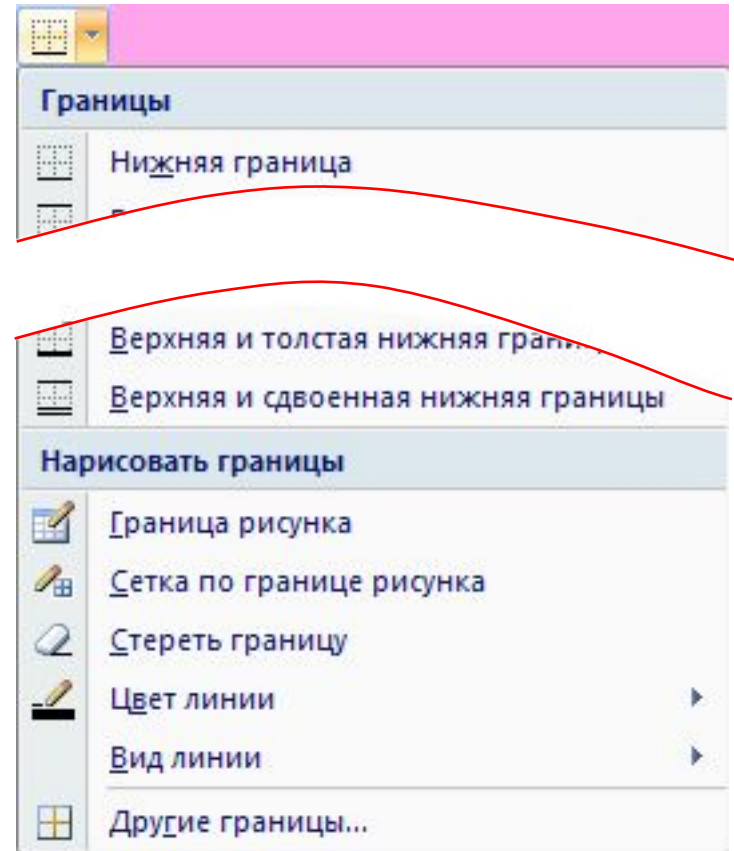 Границы
Нижняя граница
Верхняя и толстая нижняя
Верхняя и сдвоенная нижняя границы
Нарисовать границы
Граница рисунка
Сетка по границе рисунка
Стереть границу
Цвет линии
Вид линии
Другие границы...